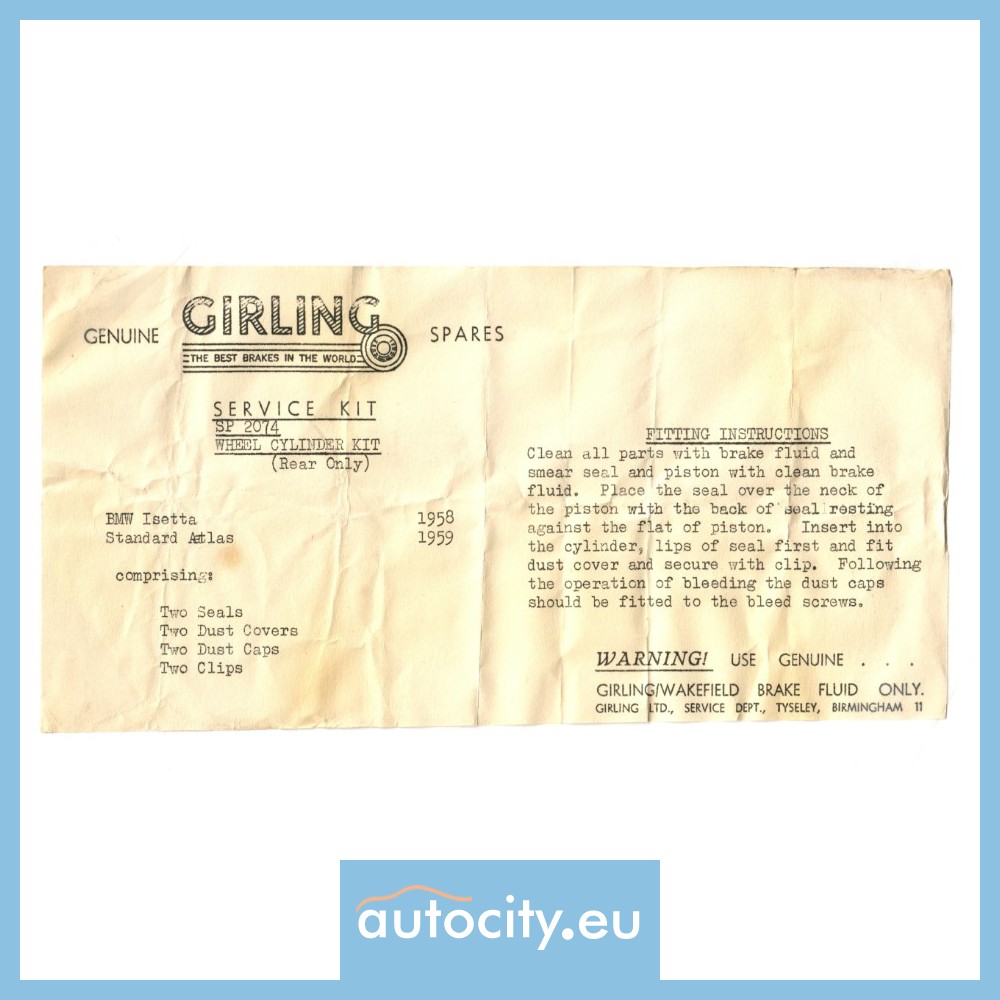 GENUINE GIRLING SPARES
THE BEST BRAKES IN THE WORLD
SERVICE KIT
SP 2074
WHEEL CYLINDER KIT
(Rear Only)
BMW Isetta 1958
Standard Atlas 1959
comprising:
Two Seals
Two Dust Covers
Two Dust Caps
Two Clips
FITTING INSTRUCTIONS
Clean all parts with brake fluid and
smear seal and piston with clean brake
fluid. Place the seal over the neck of
the piston with the back of seal resting
against the flat of piston. Insert into
the cylinder, lips of seal first and fit
dust cover and secure with clip. Following
the operation of bleeding the dust caps
should be fitted to the bleed screws.
WARNING! USE GENUINE . . .
GIRLING/WAKEFIELD BRAKE FLUID ONLY.
GIRLING LTD., SERVICE DEPT., TYSELEY, BIRMINGHAM 11
autocity.eu